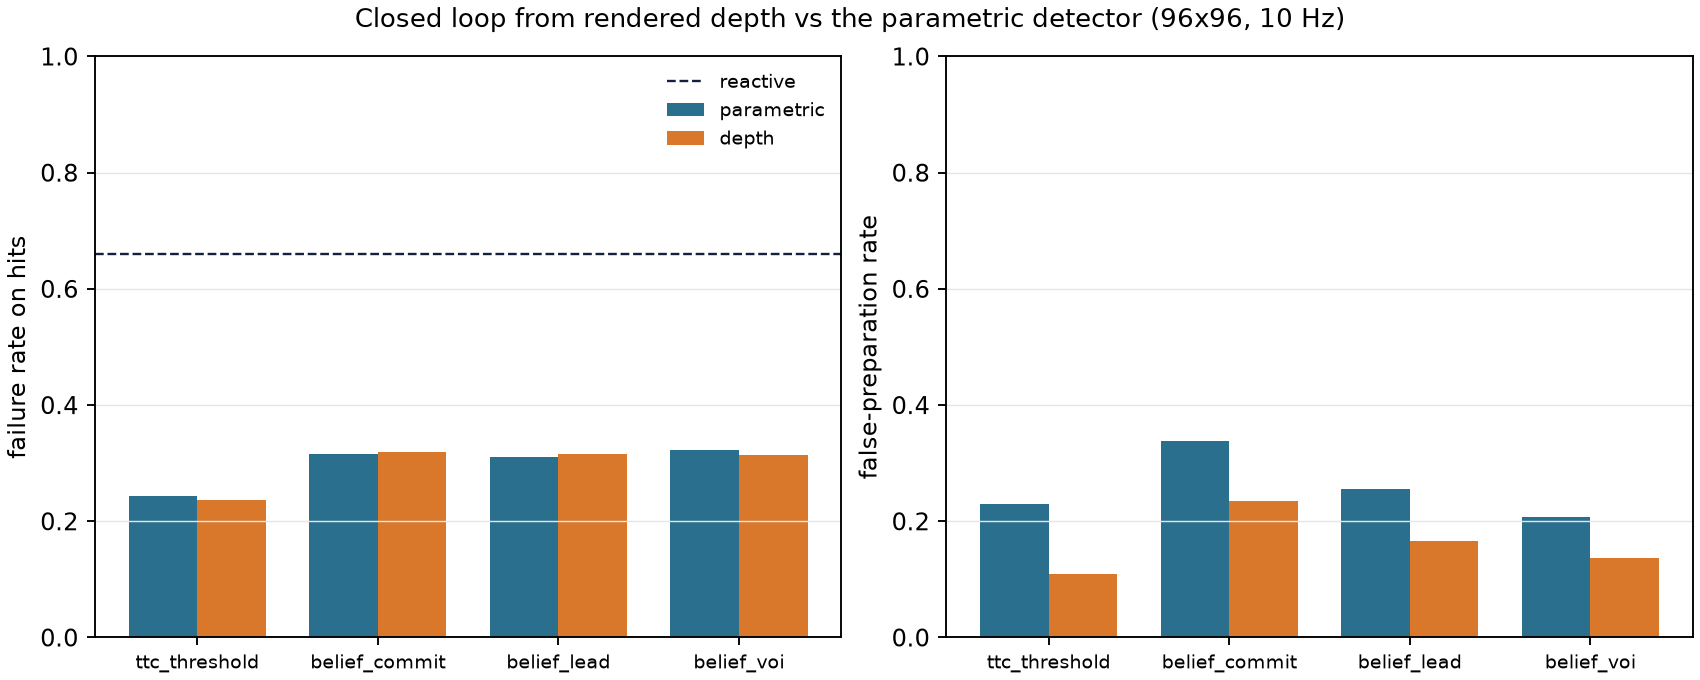 Closed loop from rendered depth vs the parametric detector (96x96, 10 Hz)
failure rate on hits
1.0
0.8
0.6
0.4
0.2
0.0
reactive
parametric
depth
ttc_threshold
belief_commit
belief_lead
belief_voi
false-preparation rate
1.0
0.8
0.6
0.4
0.2
0.0
ttc_threshold
belief_commit
belief_lead
belief_voi